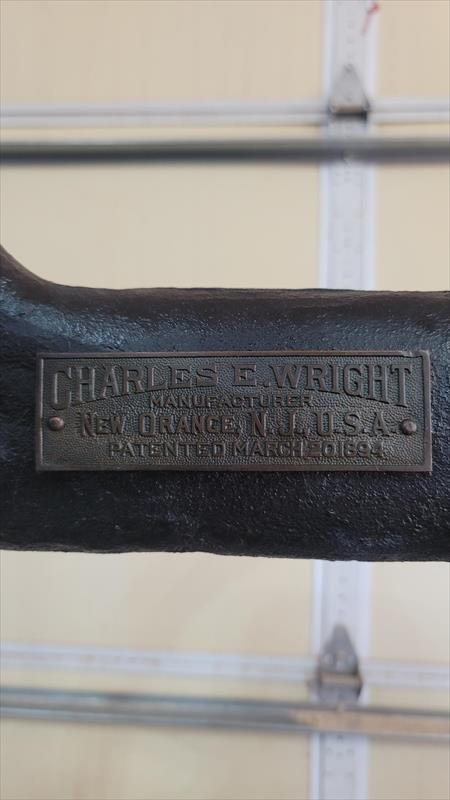 CHARLES E. WRIGHT
MANUFACTURER
NEW ORANGE, N.J. U.S.A.
PATENTED MARCH 20 1894